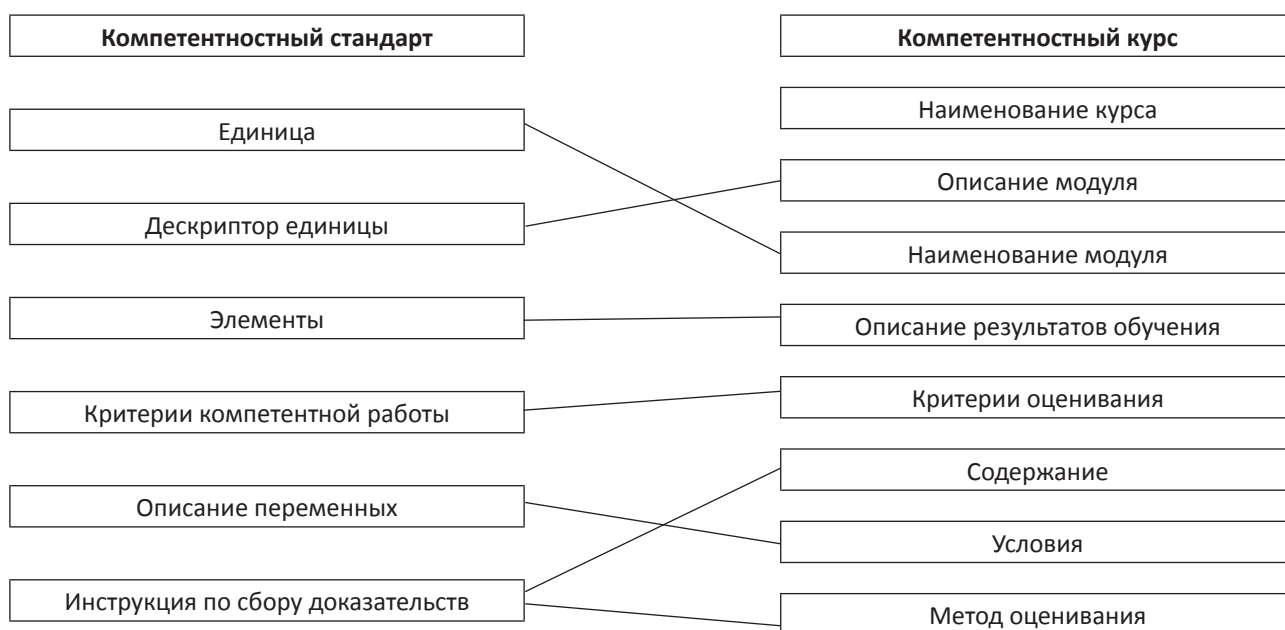 Компетентностный стандарт
Единица
Дескриптор единицы
Элементы
Критерии компетентной работы
Описание переменных
Инструкция по сбору доказательств
Компетентностный курс
Наименование курса
Описание модуля
Наименование модуля
Описание результатов обучения
Критерии оценивания
Содержание
Условия
Метод оценивания